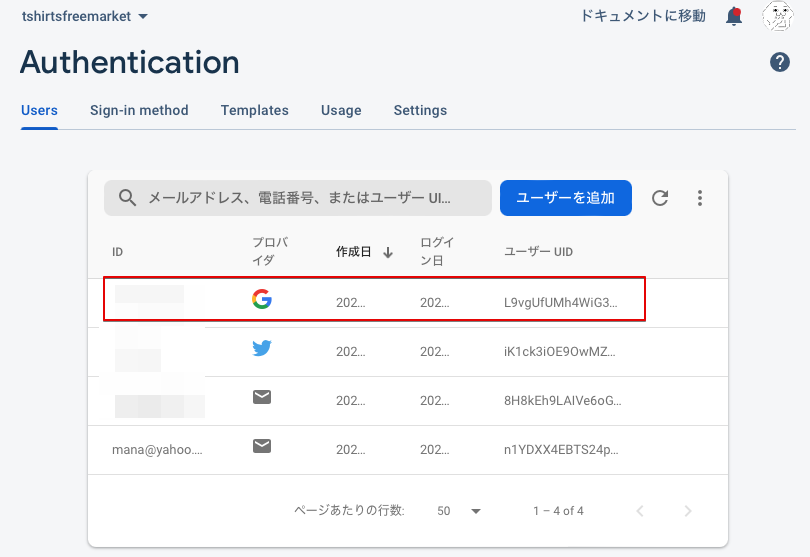 tshirtsfreemarket ドキュメントに移動
Authentication
Users Sign-in method Templates Usage Settings
メールアドレス、電話番号、またはユーザー UI... ユーザーを追加
ID プロバイダ 作成日 ログイン日 ユーザー UID
202... 202... L9vgUfUMh4WiG3...
202... 202... iK1ck3iOE9OwMZ...
202... 202... 8H8kEh9LAIVe6oG...
mana@yahoo.... 202... 202... n1YDXX4EBTS24p...
ページあたりの行数: 50 1 – 4 of 4